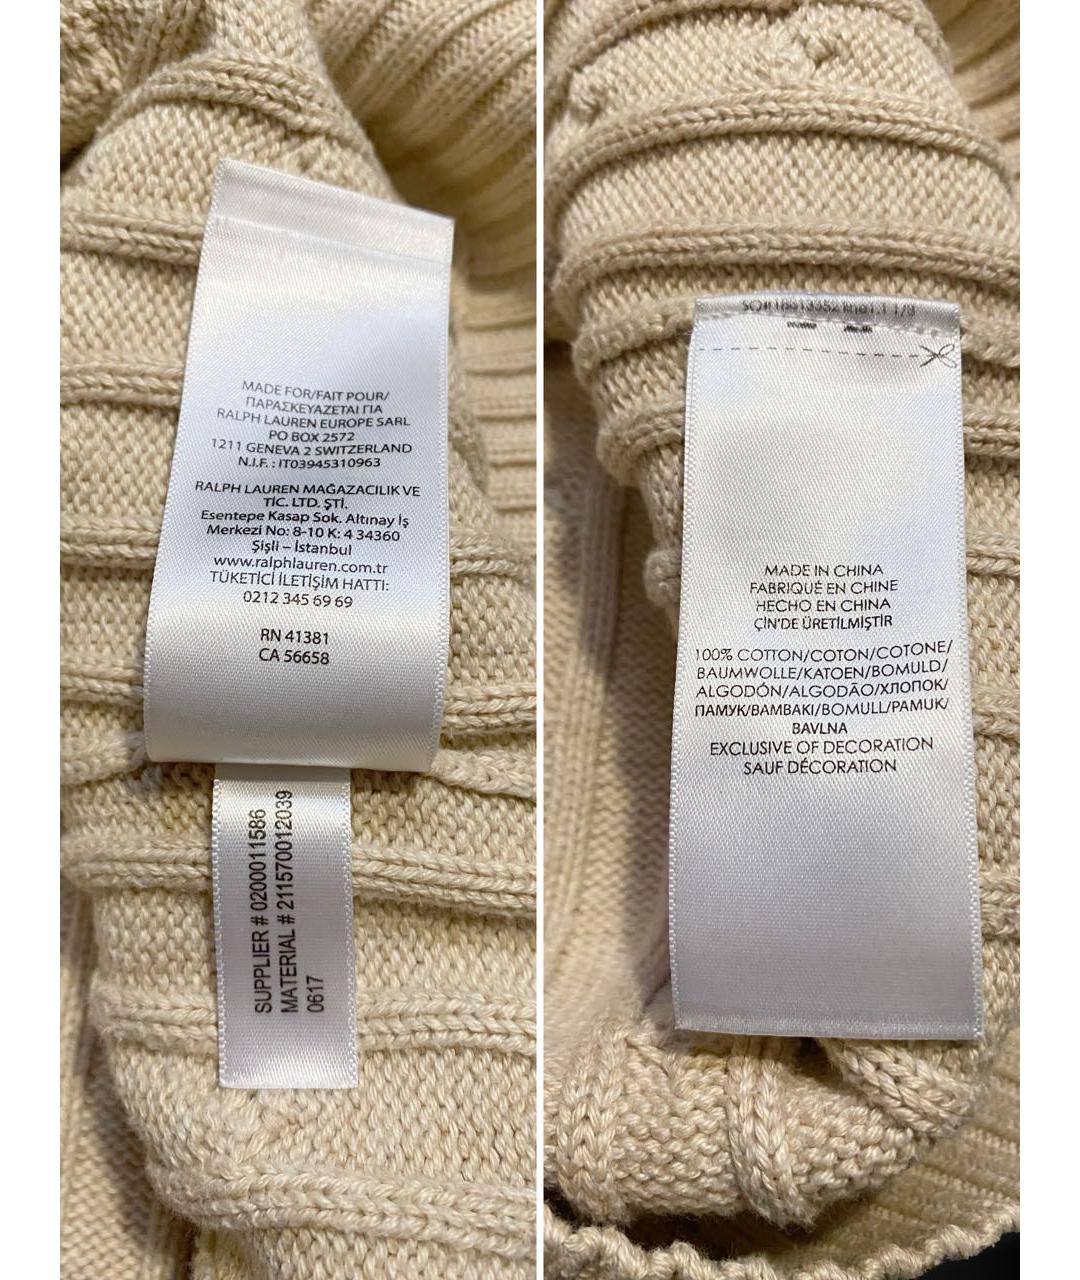 MADE FOR/FAIT POUR/
ΠΑΡΑΣΚΕΥΑΖΕΤΑΙ ΓΙΑ
RALPH LAUREN EUROPE SARL
PO BOX 2572
1211 GENEVA 2 SWITZERLAND
N.I.F. : IT03945310963
RALPH LAUREN MAĞAZACILIK VE
TİC. LTD. ŞTİ.
Esentepe Kasap Sok. Altınay İş
Merkezi No: 8-10 K: 4 34360
Şişli – İstanbul
www.ralphlauren.com.tr
TÜKETİCİ İLETİŞİM HATTI:
0212 345 69 69
RN 41381
CA 56658
SUPPLIER # 0200011586
MATERIAL # 211570012039
0617
MADE IN CHINA
FABRIQUÉ EN CHINE
HECHO EN CHINA
ÇİN'DE ÜRETİLMİŞTİR
100% COTTON/COTON/COTONE/
BAUMWOLLE/KATOEN/BOMULD/
ALGODÓN/ALGODÃO/ХЛОПОК/
ПАМУК/ΒΑΜΒΑΚΙ/BOMULL/PAMUK/
BAVLNA
EXCLUSIVE OF DECORATION
SAUF DÉCORATION